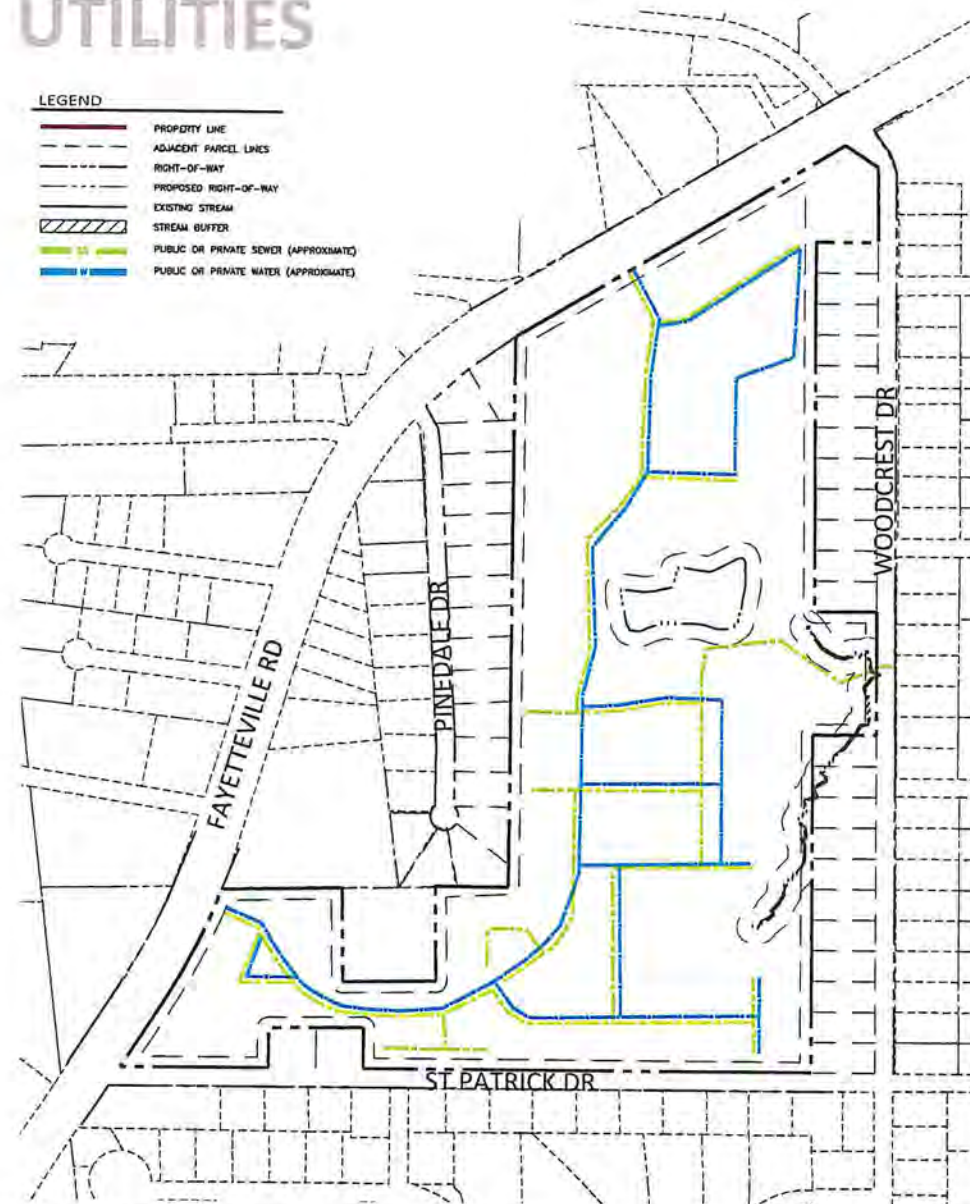 UTILITIES
LEGEND
PROPERTY LINE
ADJACENT PARCEL LINES
RIGHT-OF-WAY
PROPOSED RIGHT-OF-WAY
EXISTING STREAM
STREAM BUFFER
SS PUBLIC OR PRIVATE SEWER (APPROXIMATE)
W PUBLIC OR PRIVATE WATER (APPROXIMATE)
WOODCREST DR
PINEDALE DR
FAYETTEVILLE RD
ST PATRICK DR